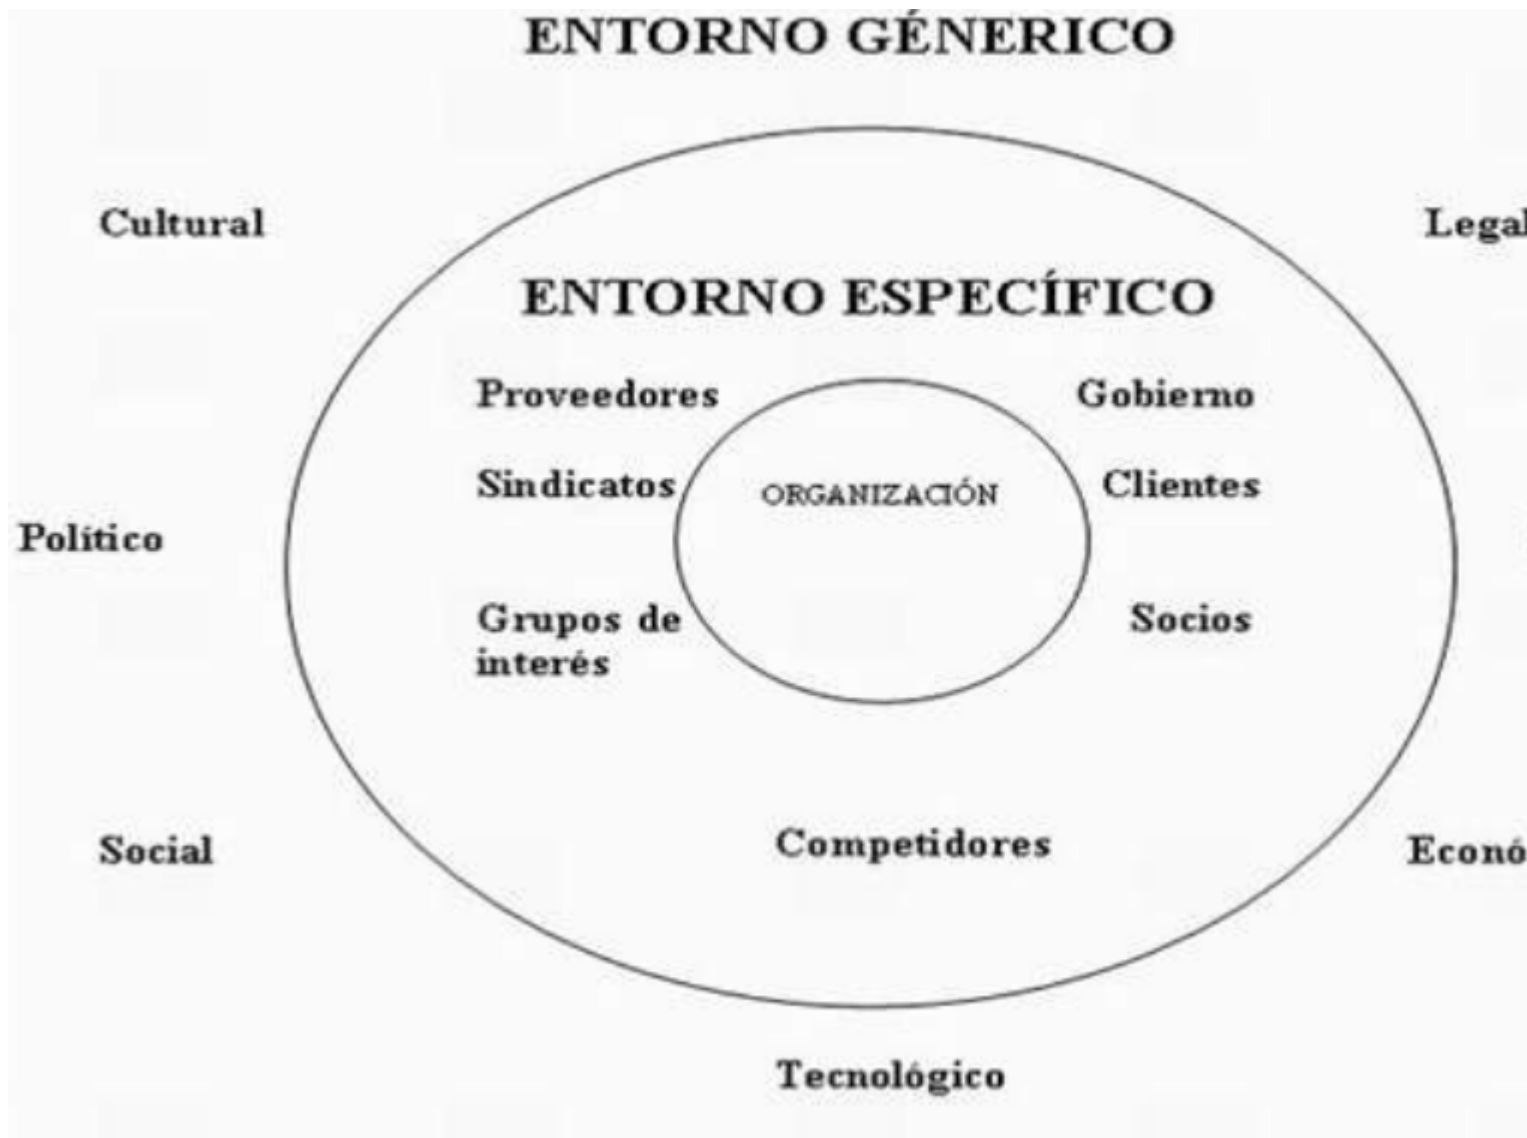 ENTORNO GÉNERICO
Cultural
Legal
ENTORNO ESPECÍFICO
Proveedores
Gobierno
Sindicatos
ORGANIZACIÓN
Clientes
Político
Grupos de
interés
Socios
Competidores
Social
Econó
Tecnológico